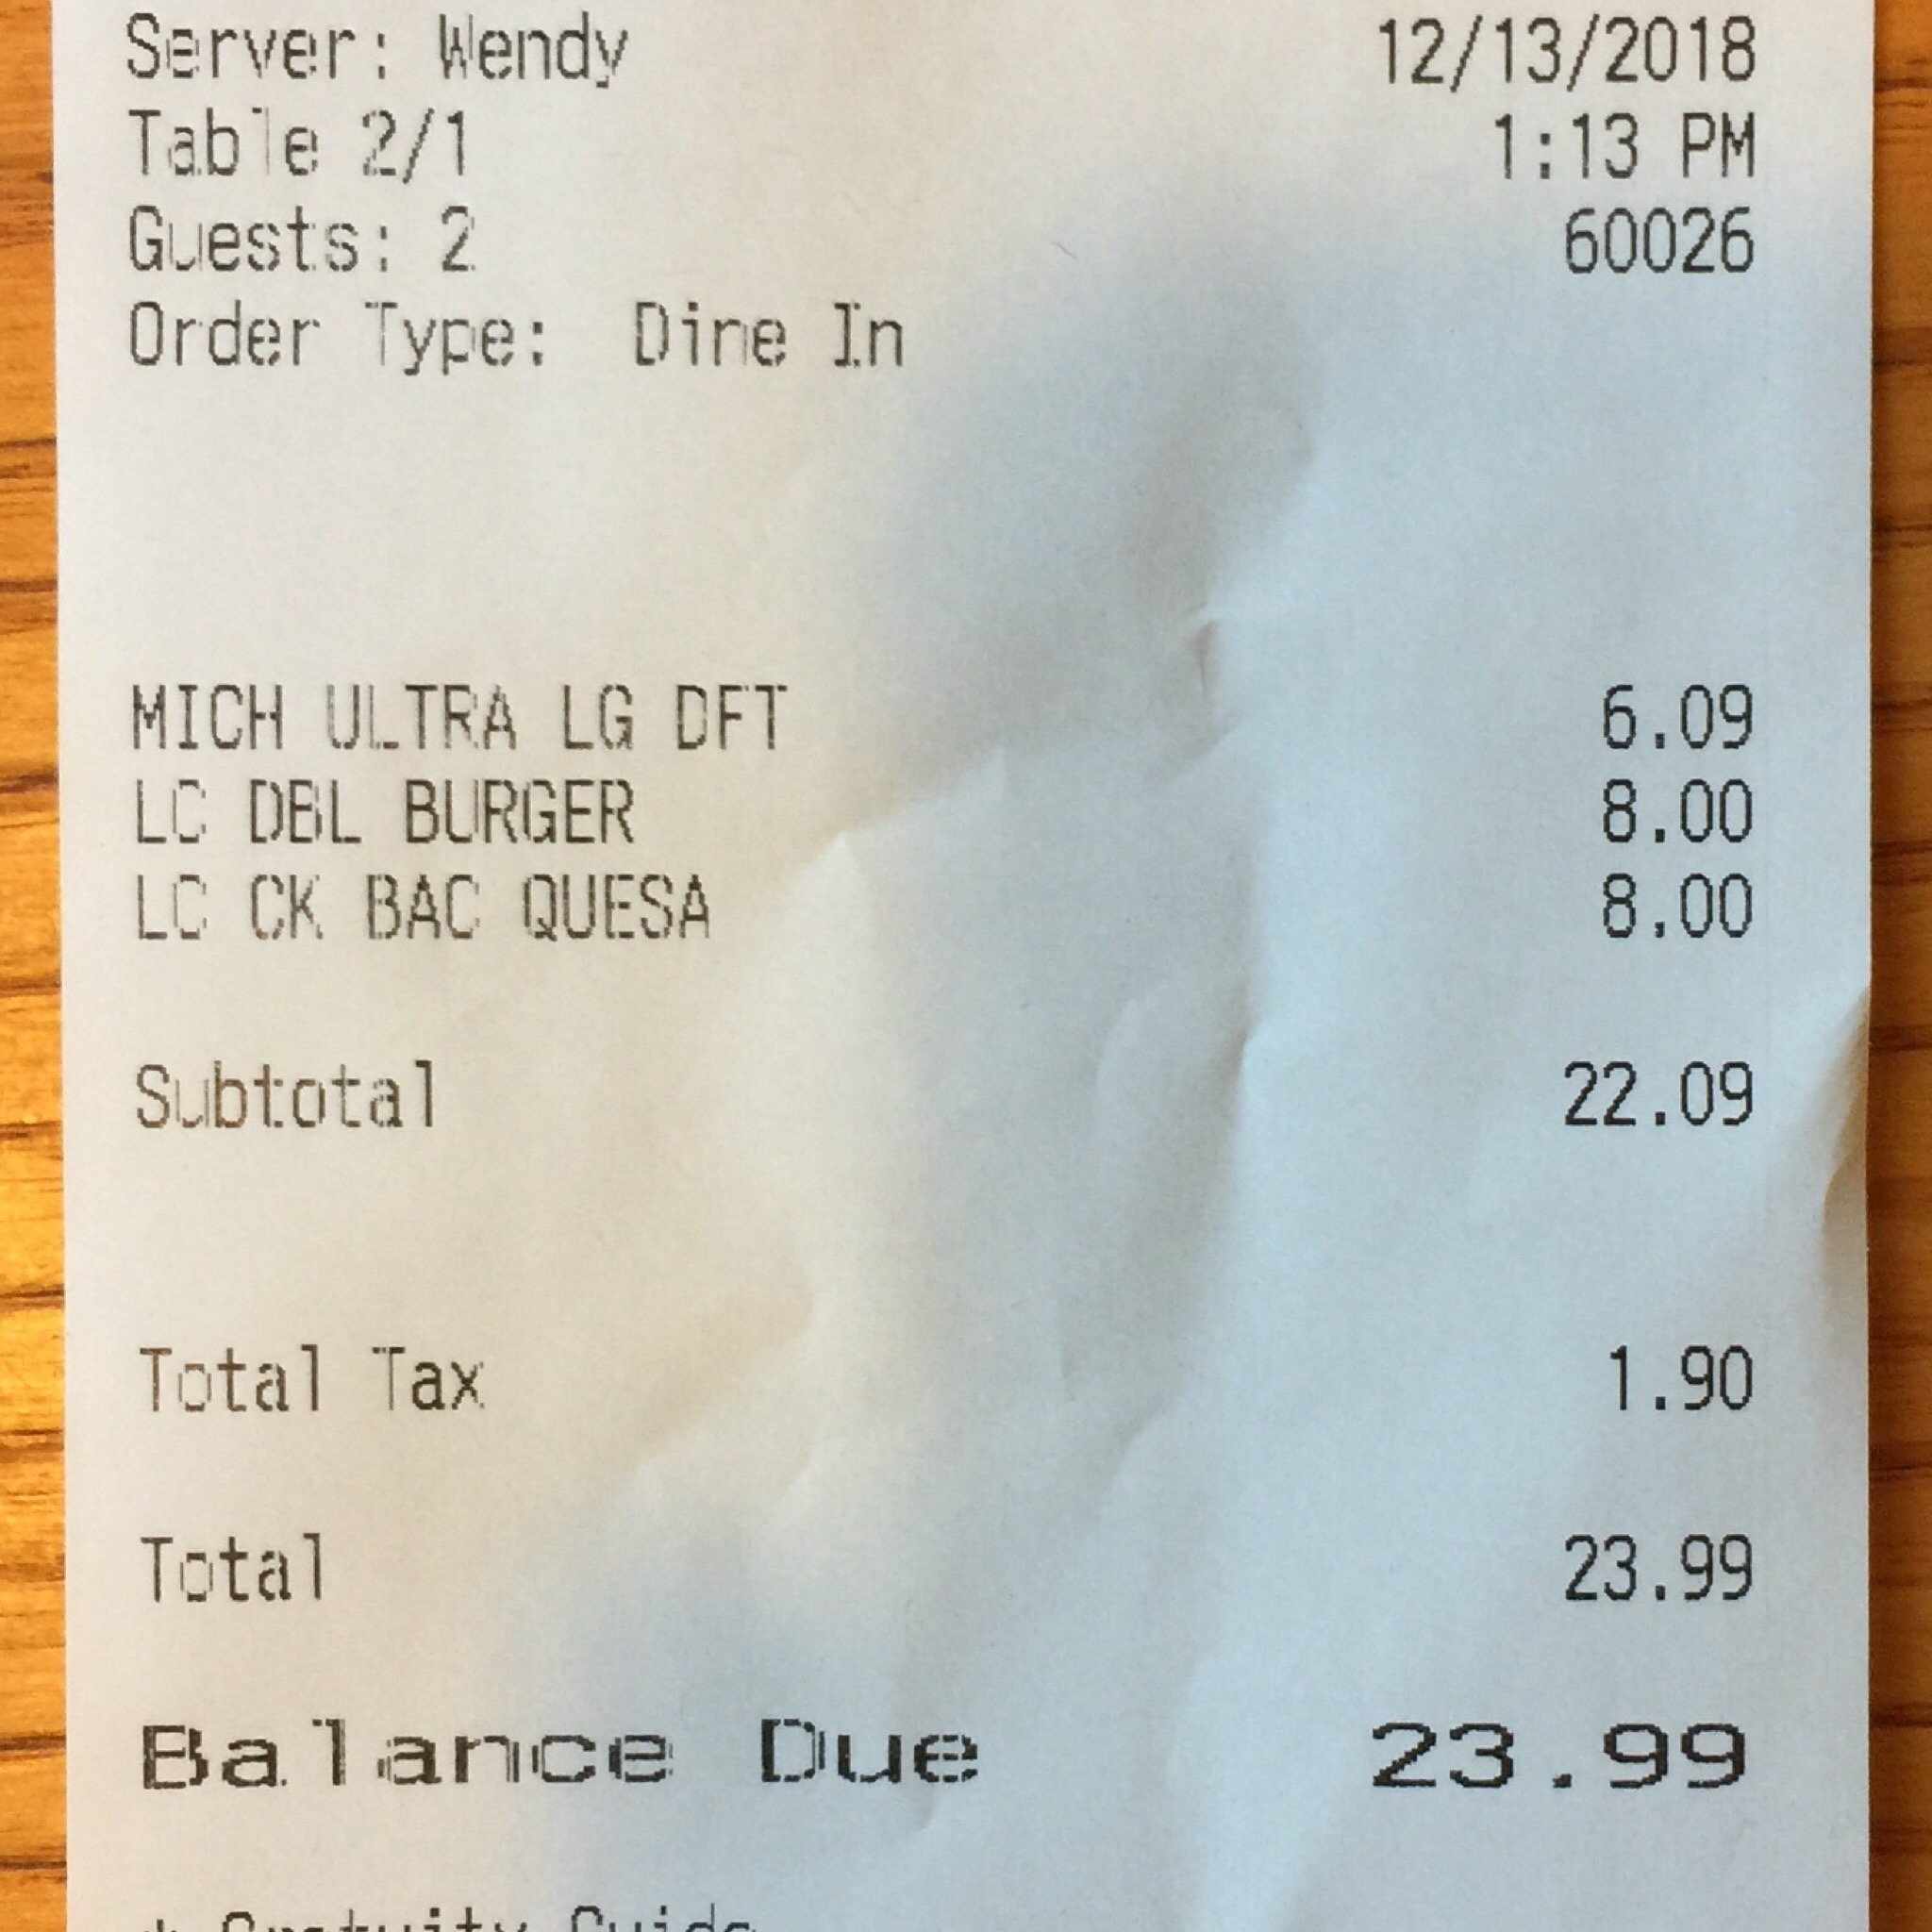 Server: Wendy 12/13/2018
Table 2/1 1:13 PM
Guests: 2 60026
Order Type: Dine In
MICH ULTRA LG DFT 6.09
LC DBL BURGER 8.00
LC CK BAC QUESA 8.00
Subtotal 22.09
Total Tax 1.90
Total 23.99
Balance Due 23.99
* Gratuity Guide